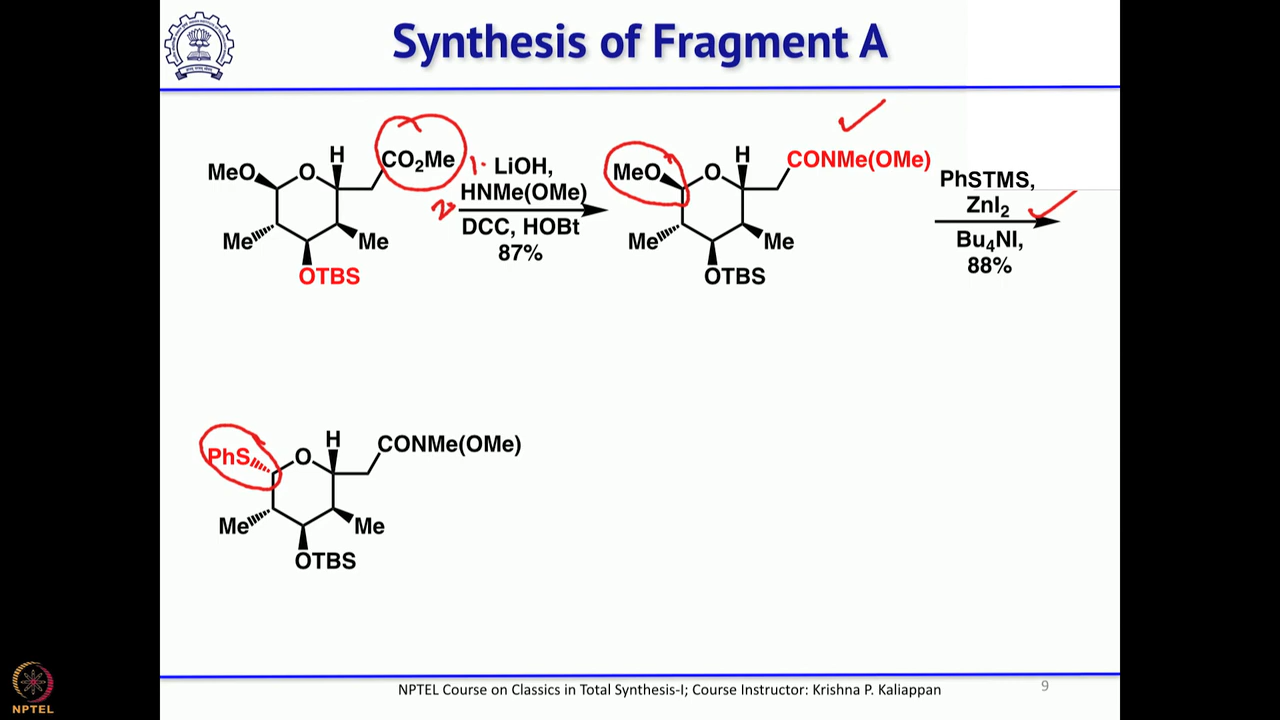 Synthesis of Fragment A
MeO
O
H
CO₂Me
Me
Me
OTBS
1.
LiOH,
2.
HNMe(OMe)
DCC, HOBt
87%
MeO
O
H
CONMe(OMe)
Me
Me
OTBS
PhSTMS,
ZnI₂
Bu₄NI,
88%
PhS
O
H
CONMe(OMe)
Me
Me
OTBS
NPTEL Course on Classics in Total Synthesis-I; Course Instructor: Krishna P. Kaliappan
9
NPTEL